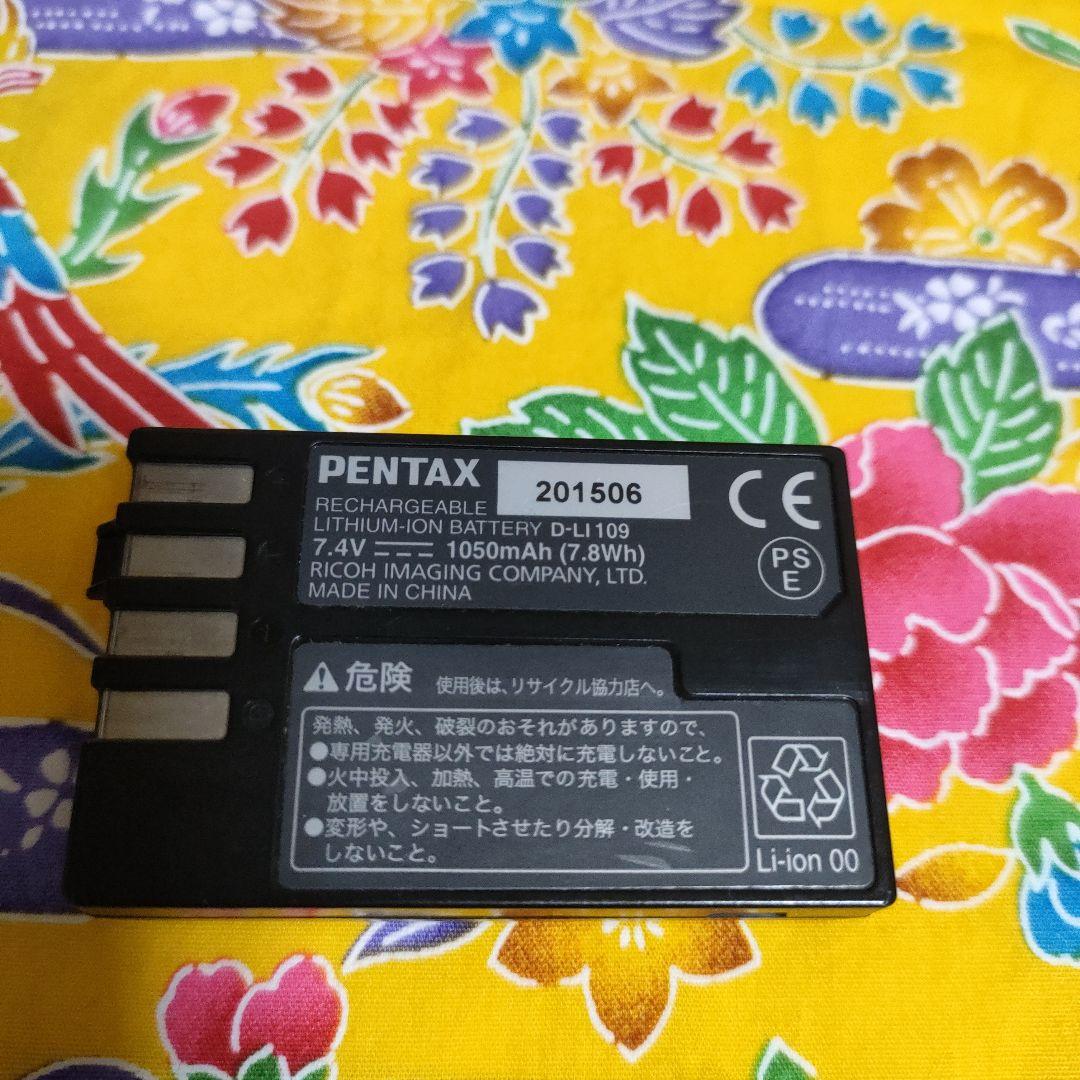 PENTAX
201506
RECHARGEABLE
LITHIUM-ION BATTERY D-LI109
7.4V 1050mAh (7.8Wh)
RICOH IMAGING COMPANY, LTD.
MADE IN CHINA
CE
PS
E
危険 使用後は、リサイクル協力店へ。
発熱、発火、破裂のおそれがありますので、
●専用充電器以外では絶対に充電しないこと。
●火中投入、加熱、高温での充電・使用・
放置をしないこと。
●変形や、ショートさせたり分解・改造を
しないこと。
Li-ion 00